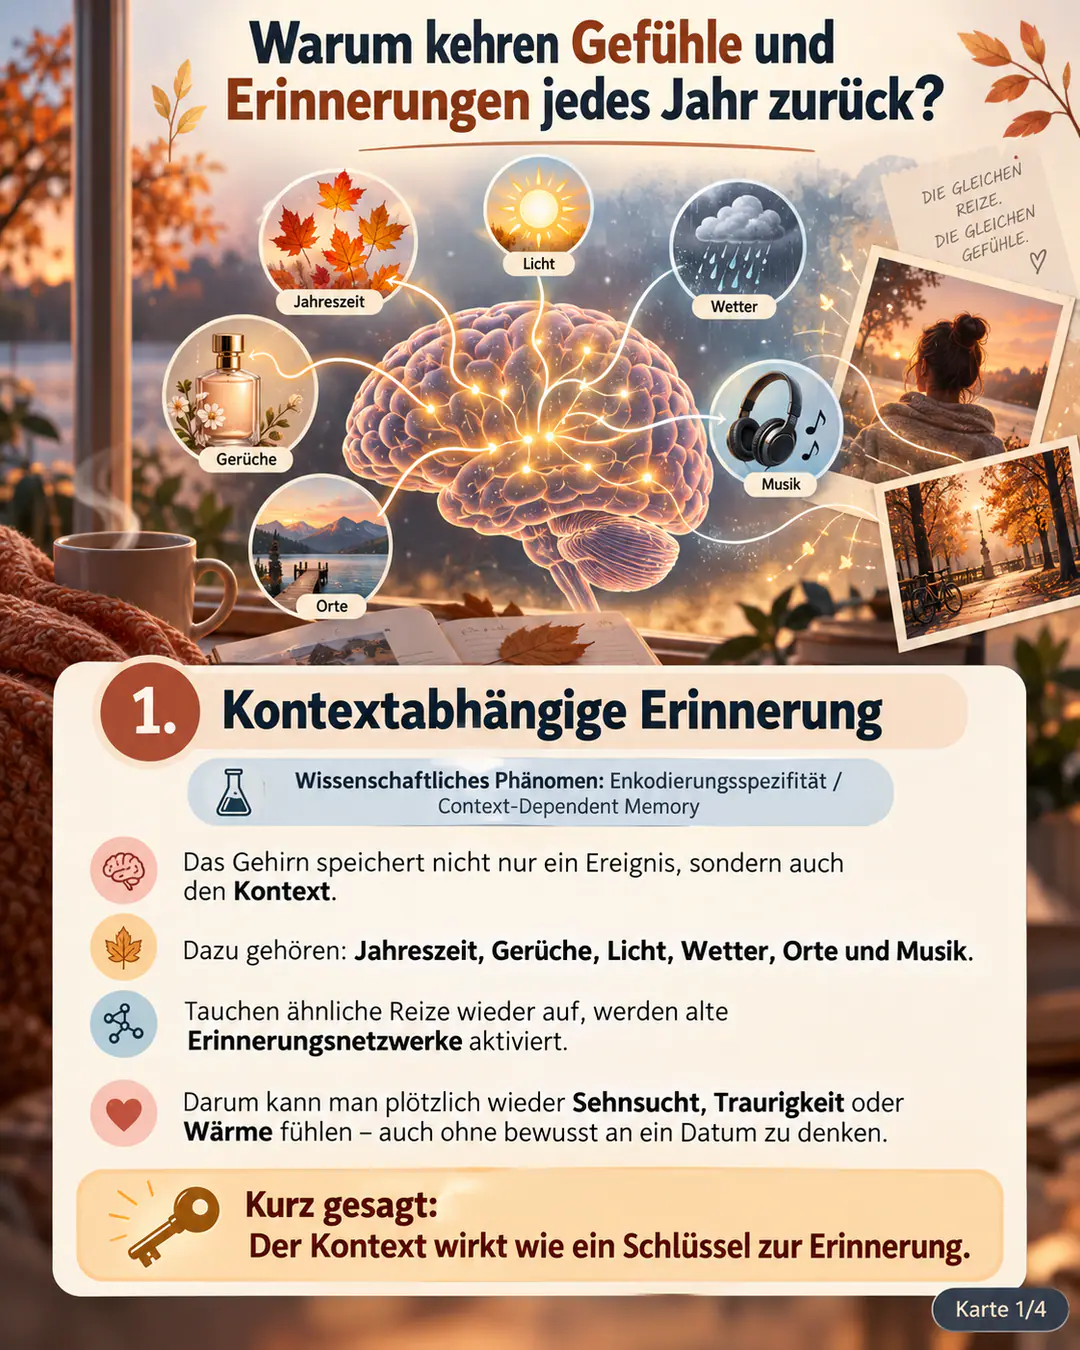 Warum kehren Gefühle und
Erinnerungen jedes Jahr zurück?
DIE GLEICHEN
REIZE.
DIE GLEICHEN
GEFÜHLE.
Jahreszeit
Licht
Wetter
Gerüche
Musik
Orte
1. Kontextabhängige Erinnerung
Wissenschaftliches Phänomen: Enkodierungsspezifität /
Context-Dependent Memory
Das Gehirn speichert nicht nur ein Ereignis, sondern auch
den Kontext.
Dazu gehören: Jahreszeit, Gerüche, Licht, Wetter, Orte und Musik.
Tauchen ähnliche Reize wieder auf, werden alte
Erinnerungsnetzwerke aktiviert.
Darum kann man plötzlich wieder Sehnsucht, Traurigkeit oder
Wärme fühlen – auch ohne bewusst an ein Datum zu denken.
Kurz gesagt:
Der Kontext wirkt wie ein Schlüssel zur Erinnerung.
Karte 1/4